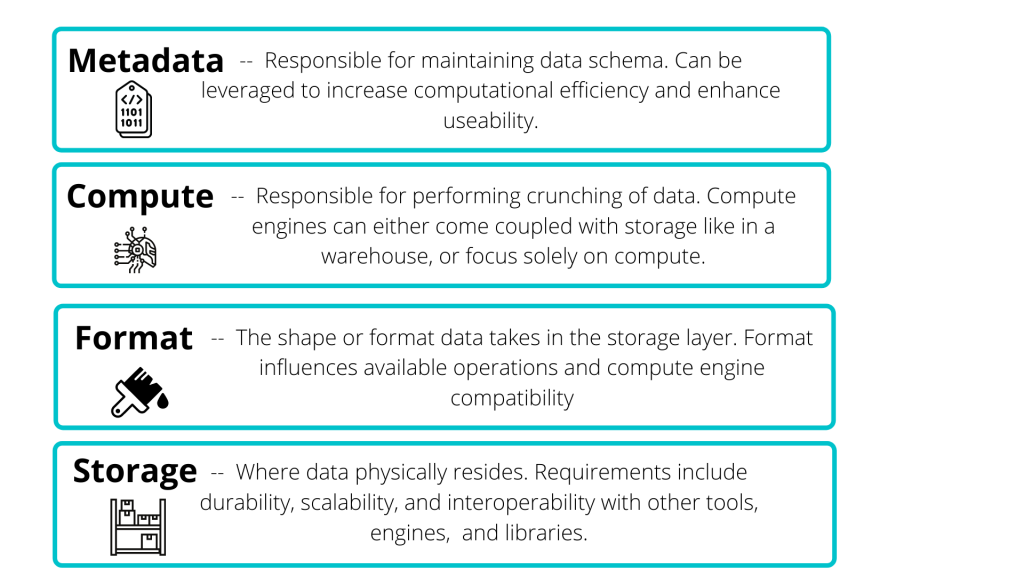 Metadata -- Responsible for maintaining data schema. Can be
leveraged to increase computational efficiency and enhance
useability.
</>
1101
1011
Compute -- Responsible for performing crunching of data. Compute
engines can either come coupled with storage like in a
warehouse, or focus solely on compute.
Format -- The shape or format data takes in the storage layer. Format
influences available operations and compute engine
compatibility
Storage -- Where data physically resides. Requirements include
durability, scalability, and interoperability with other tools,
engines,  and libraries.